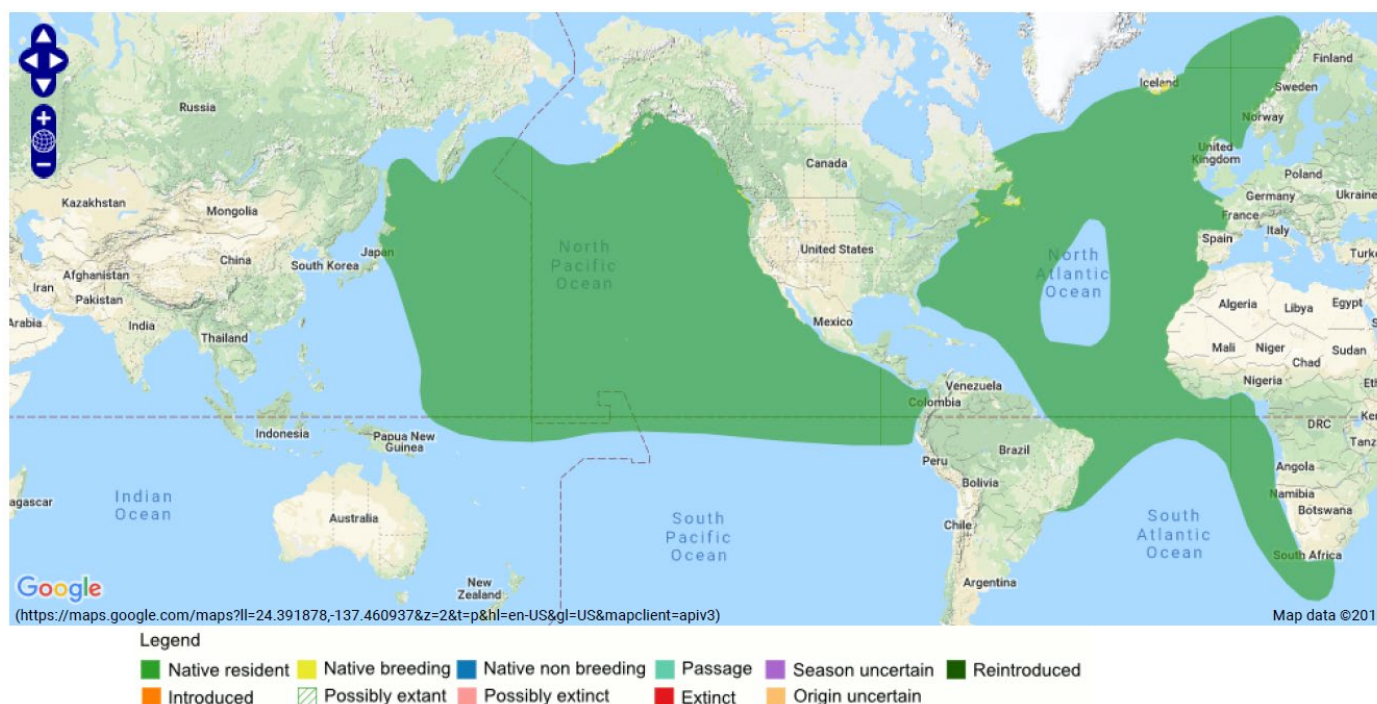 Finland
Iceland
Sweden
Russia
Norway
Canada
United
Kingdom
Poland
Germany
Ukraine
Kazakhstan
Mongolia
France
Italy
Spain
Turke
North
Pacific
Ocean
United States
North
Atlantic
Ocean
Japan
South Korea
China
Afghanistan
Iran
Pakistan
Algeria
Libya
Egypt
Arabia
India
Thailand
Mexico
Mali
Niger
Chad
Sudan
Nigeria
Eth
Venezuela
Colombia
Indonesia
Papua New
Guinea
DRC
Ken
Tanz
Peru
Brazil
Angola
Bolivia
Namibia
Botswana
agascar
Indian
Ocean
Australia
South
Pacific
Ocean
Chile
South
Atlantic
Ocean
South Africa
Argentina
New
Zealand
Google
(https://maps.google.com/maps?ll=24.391878,-137.460937&z=2&t=p&hl=en-US&gl=US&mapclient=apiv3)
Map data ©201
Legend
Native resident Native breeding Native non breeding Passage Season uncertain Reintroduced
Introduced Possibly extant Possibly extinct Extinct Origin uncertain